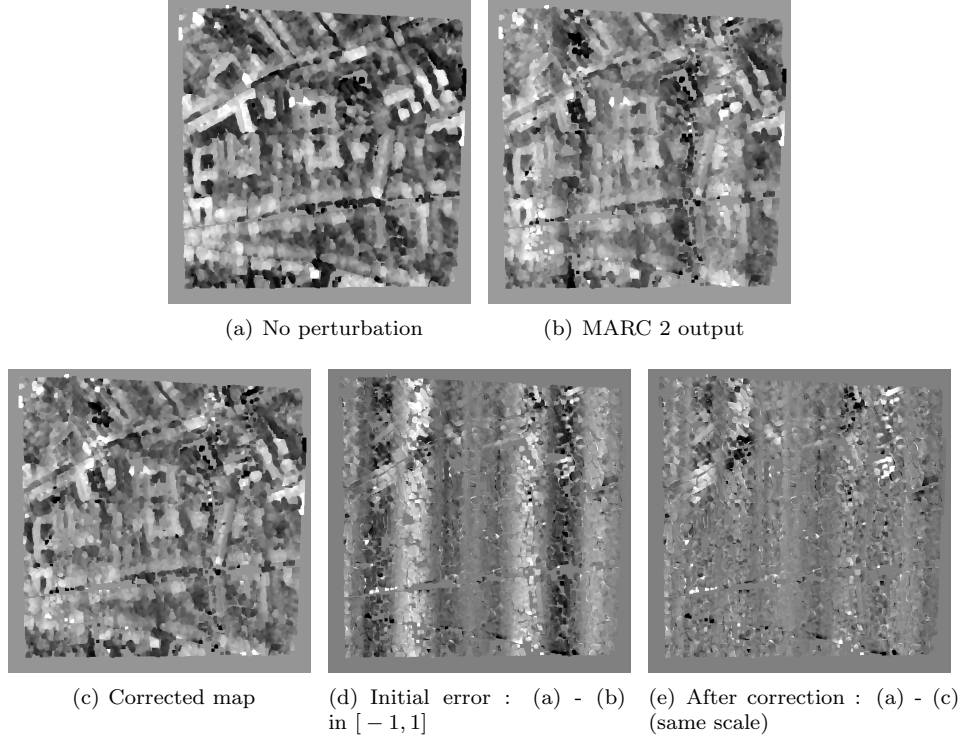 (a) No perturbation
(b) MARC 2 output
(c) Corrected map
(d) Initial error : (a) - (b)
in [ − 1, 1]
(e) After correction : (a) - (c)
(same scale)